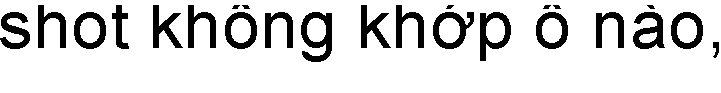 shot không khớp ô nào,